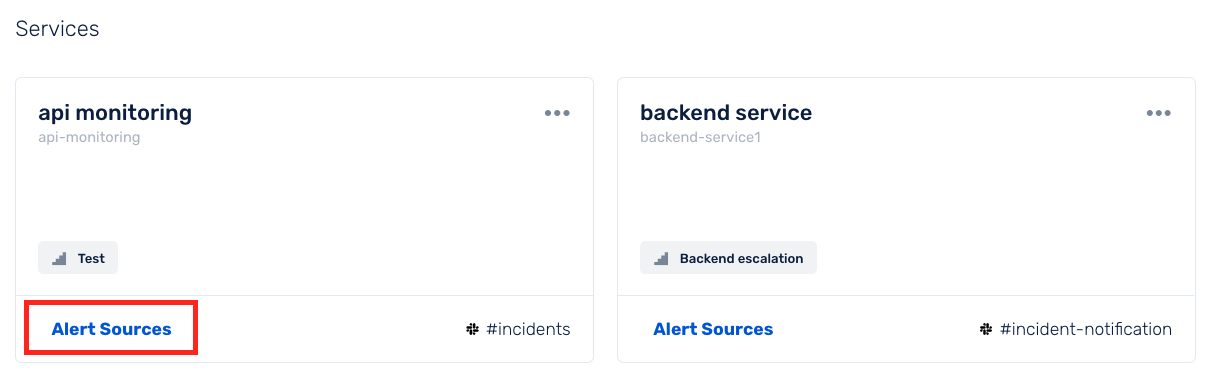 Services
api monitoring
api-monitoring
Test
Alert Sources
#incidents
backend service
backend-service1
Backend escalation
Alert Sources
#incident-notification